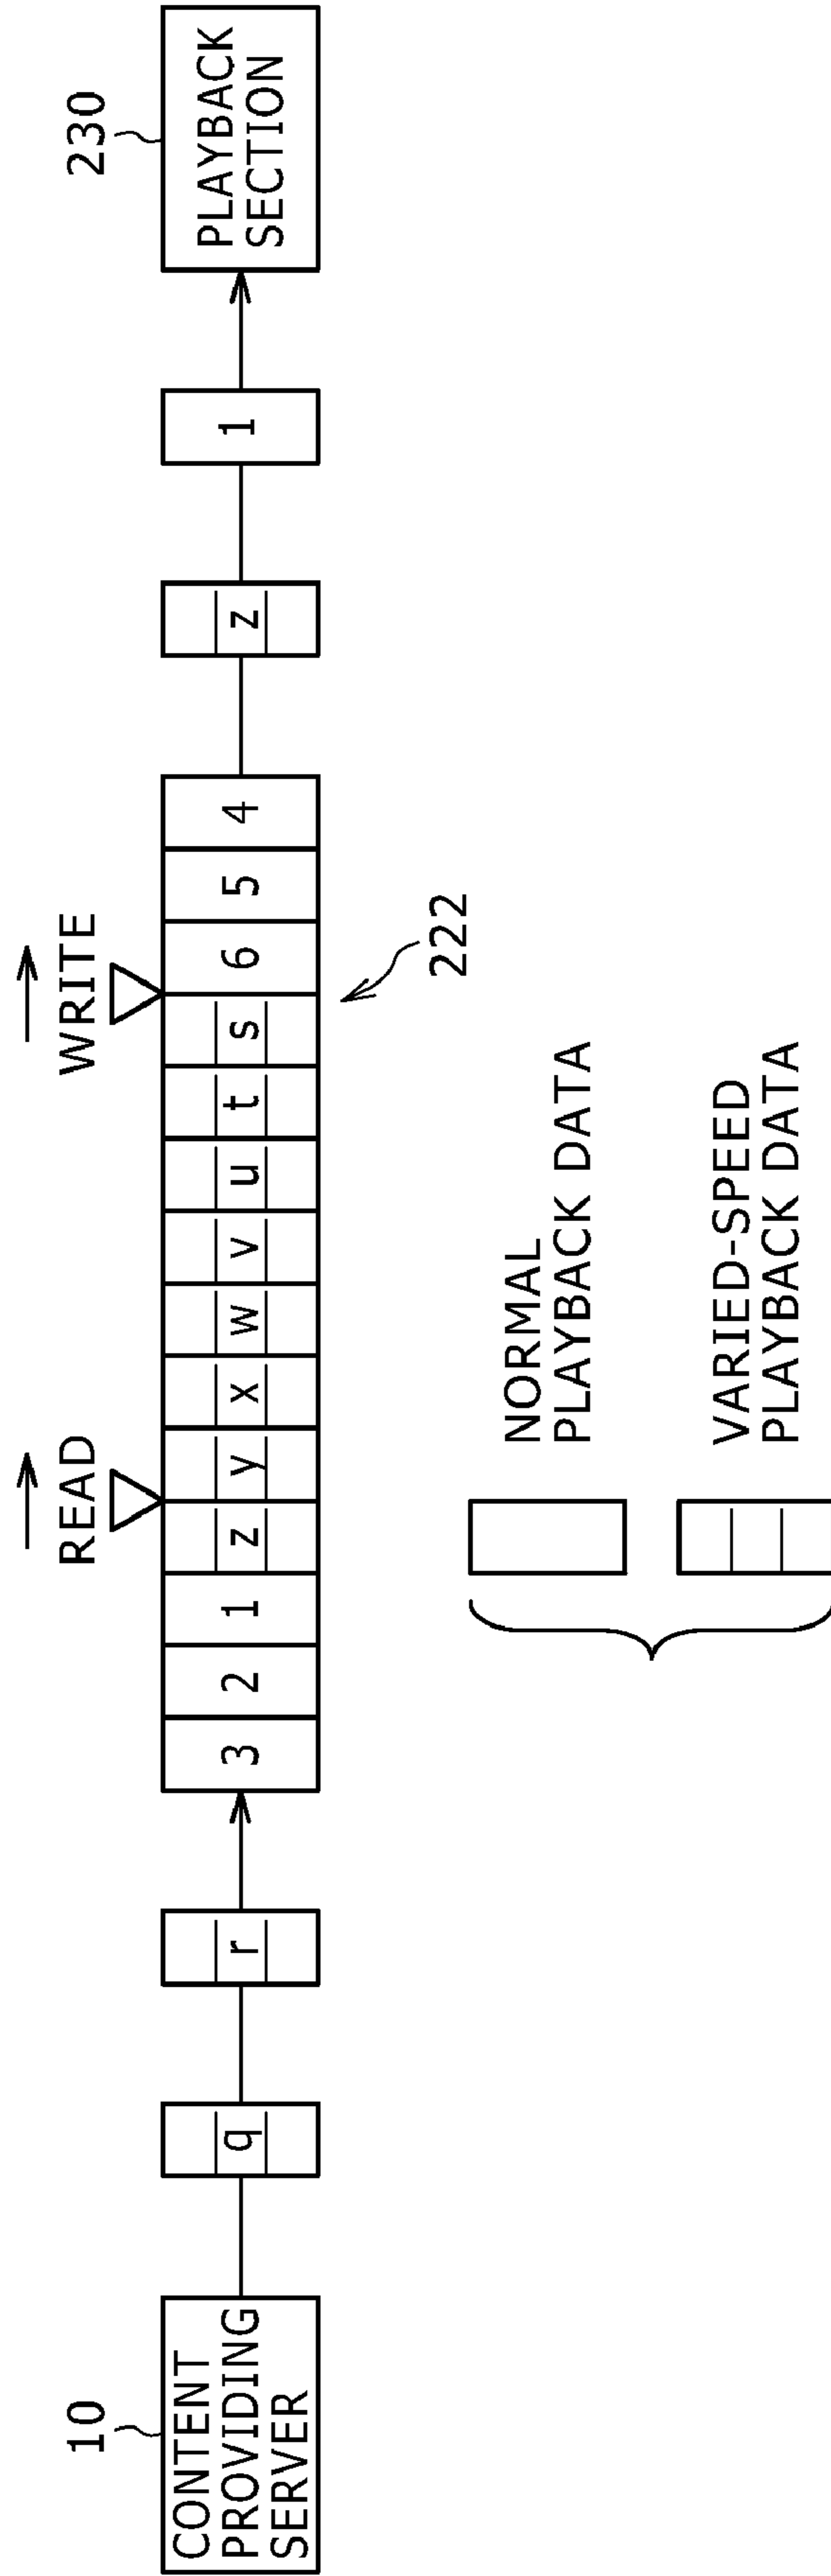 READ
WRITE
10
230
CONTENT
PROVIDING
SERVER
q
r
3
2
1
z
y
x
w
v
u
t
s
6
5
4
z
1
PLAYBACK
SECTION
222
NORMAL
PLAYBACK DATA
VARIED-SPEED
PLAYBACK DATA